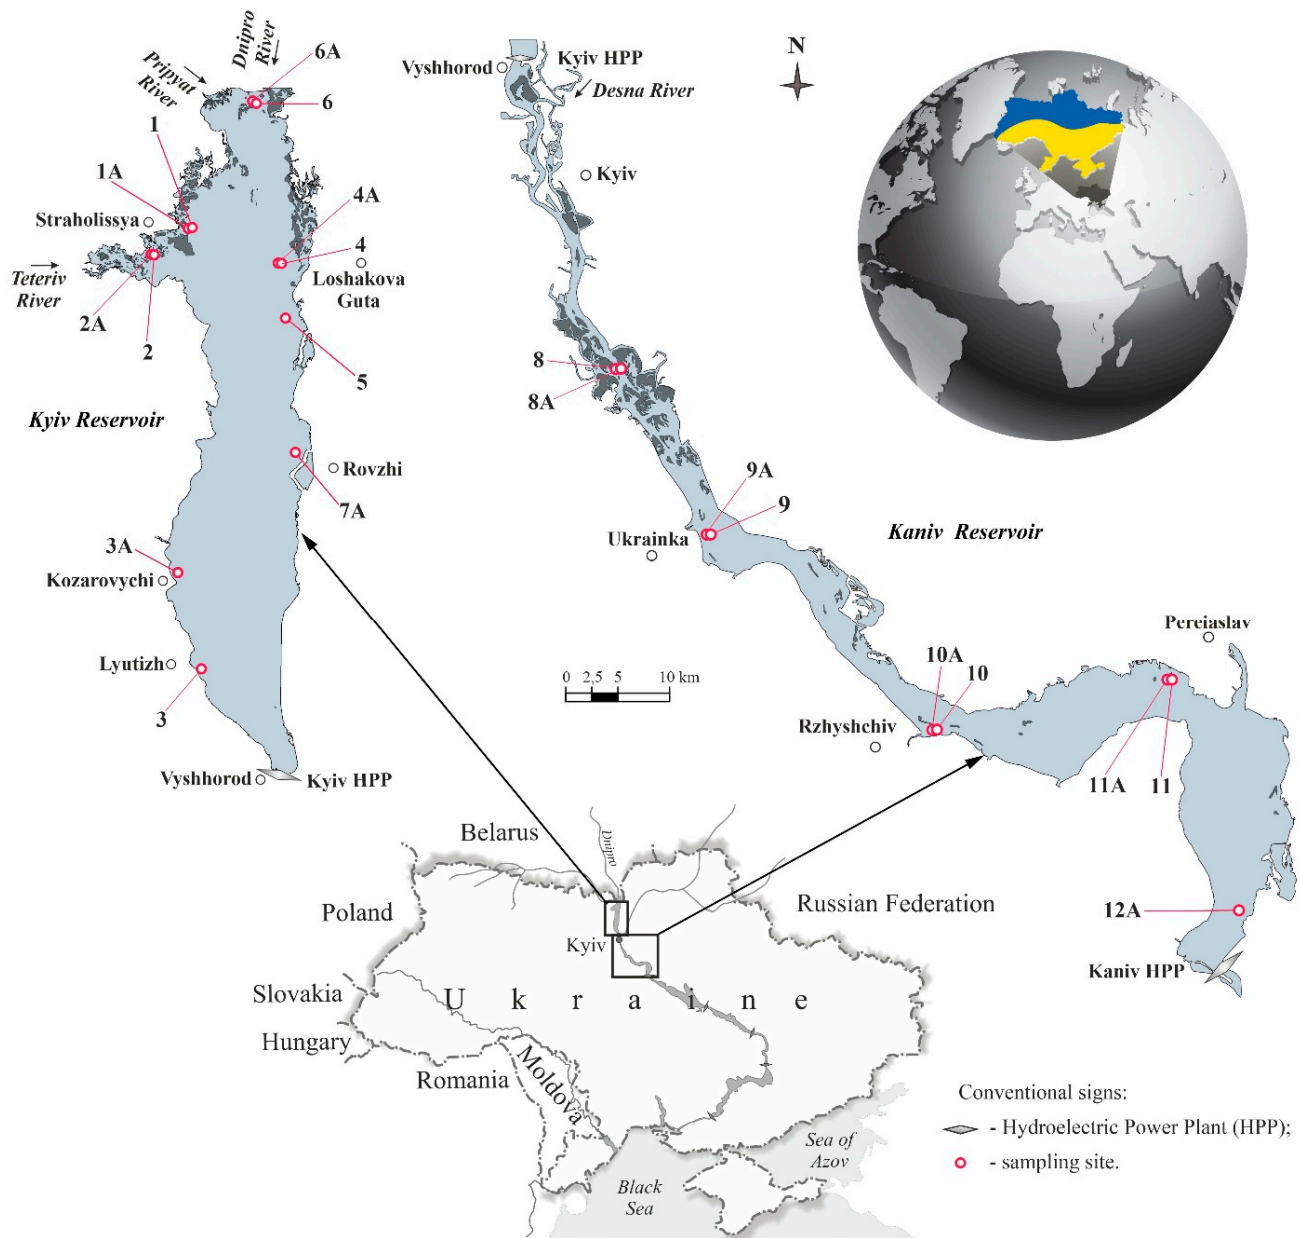 Dnipro
River
Pripyat
River
6A
6
1
1A
Straholissya
4A
4
Loshakova
Guta
Teteriv
River
2A
2
5
Kyiv Reservoir
Rovzhi
7A
3A
Kozarovychi
Lyutizh
3
Vyshhorod
Kyiv HPP
Vyshhorod
Kyiv HPP
Desna River
Kyiv
N
8
8A
9A
9
Ukrainka
Kaniv Reservoir
Pereiaslav
10A
10
Rzhyshchiv
11A
11
12A
Kaniv HPP
0 2,5 5 10 km
Belarus
Dnipro
Poland
Russian Federation
Kyiv
Slovakia
Ukraine
Hungary
Romania
Moldova
Sea of
Azov
Black
Sea
Conventional signs:
- Hydroelectric Power Plant (HPP);
- sampling site.